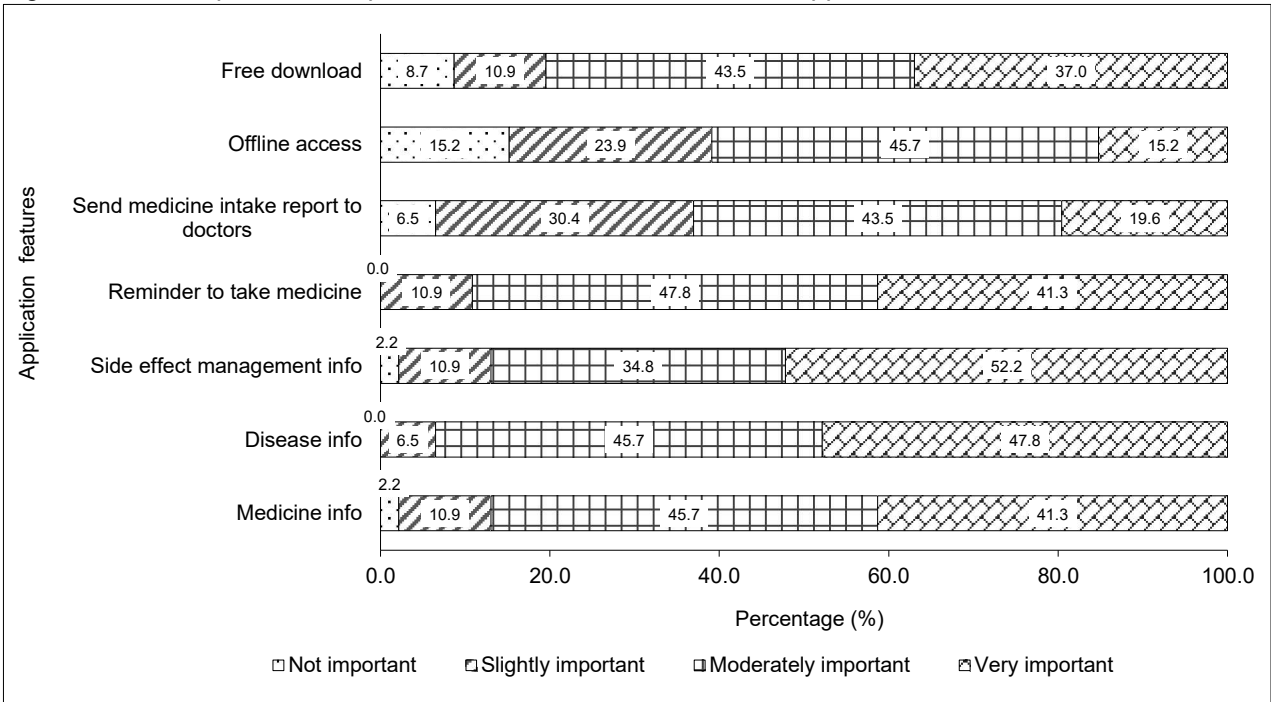 Free download
8.7 10.9 43.5 37.0
Offline access
15.2 23.9 45.7 15.2
Send medicine intake report to
doctors
6.5 30.4 43.5 19.6
0.0
Reminder to take medicine
10.9 47.8 41.3
2.2
Side effect management info
10.9 34.8 52.2
0.0
Disease info
6.5 45.7 47.8
2.2
Medicine info
10.9 45.7 41.3
Application features
0.0 20.0 40.0 60.0 80.0 100.0
Percentage (%)
Not important Slightly important Moderately important Very important